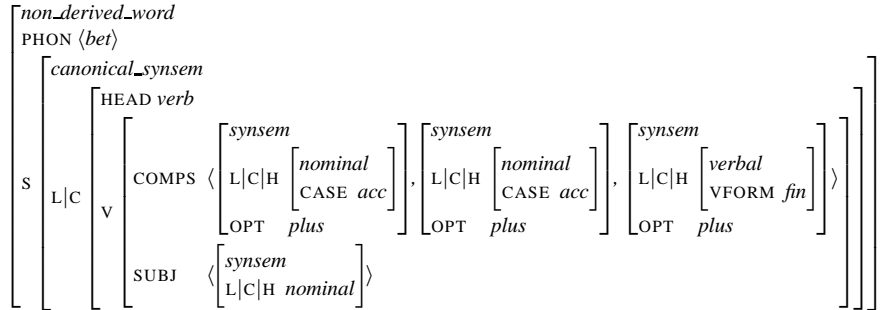 non_derived_word
PHON ⟨bet⟩
canonical_synsem
HEAD verb
synsem synsem synsem
S L|C V COMPS ⟨ L|C|H nominal CASE acc , L|C|H nominal CASE acc , L|C|H verbal VFORM fin ⟩
OPT plus OPT plus OPT plus
SUBJ ⟨ synsem
L|C|H nominal ⟩